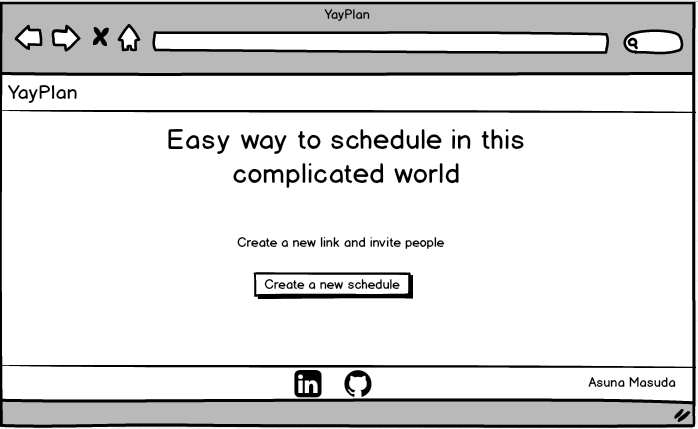 YayPlan
YayPlan
Easy way to schedule in this
complicated world
Create a new link and invite people
Create a new schedule
in
Asuna Masuda